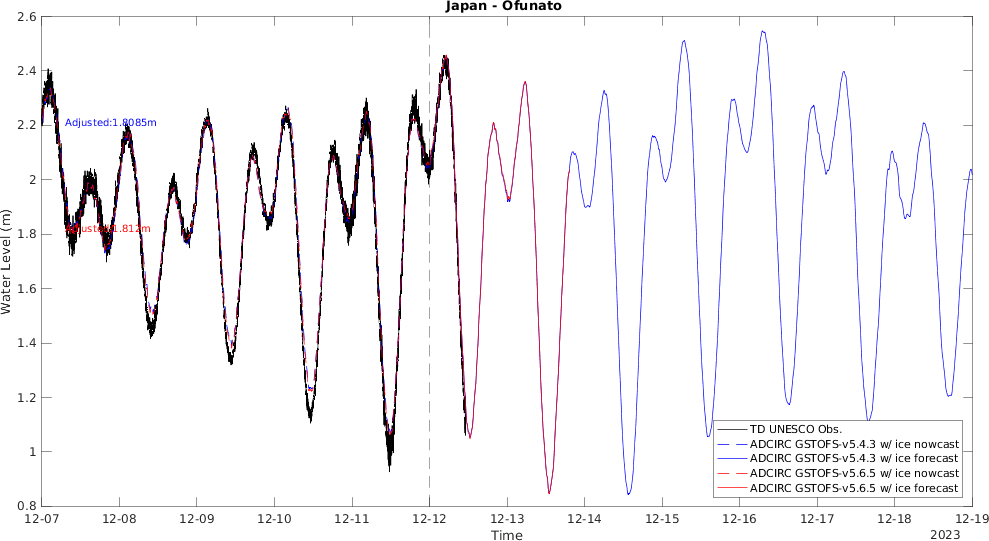 Japan - Ofunato
2.6
2.4
2.2
2
1.8
1.6
1.4
1.2
1
0.8
Water Level (m)
Adjusted:1.8085m
Adjusted:1.812m
TD UNESCO Obs.
ADCIRC GSTOFS-v5.4.3 w/ ice nowcast
ADCIRC GSTOFS-v5.4.3 w/ ice forecast
ADCIRC GSTOFS-v5.6.5 w/ ice nowcast
ADCIRC GSTOFS-v5.6.5 w/ ice forecast
12-07 12-08 12-09 12-10 12-11 12-12 12-13 12-14 12-15 12-16 12-17 12-18 12-19
Time
2023